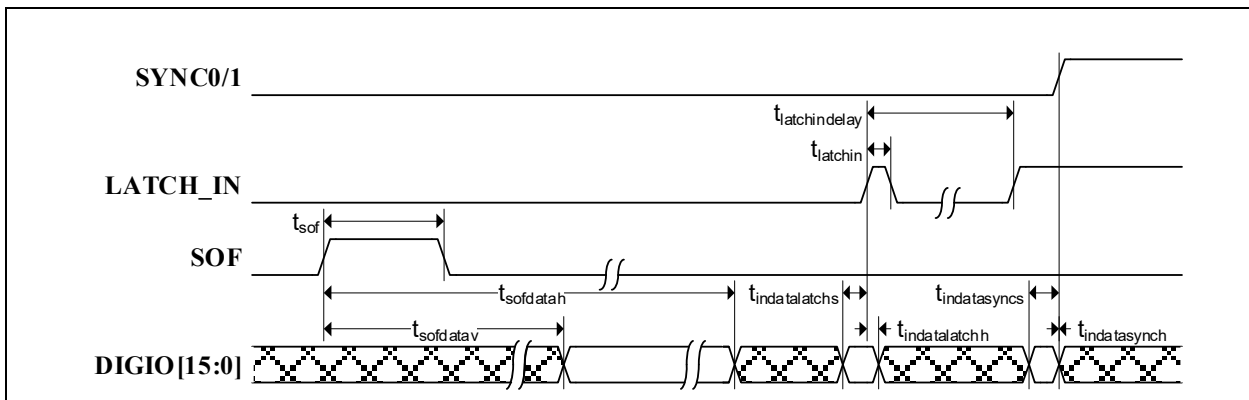 SYNC0/1
tlatchindelay
tlatchin
LATCH_IN
tsof
SOF
tsofdatah
tindatalatchs
tindatasyncs
tsofdatav
tindatalatchh
tindatasynch
DIGIO[15:0]